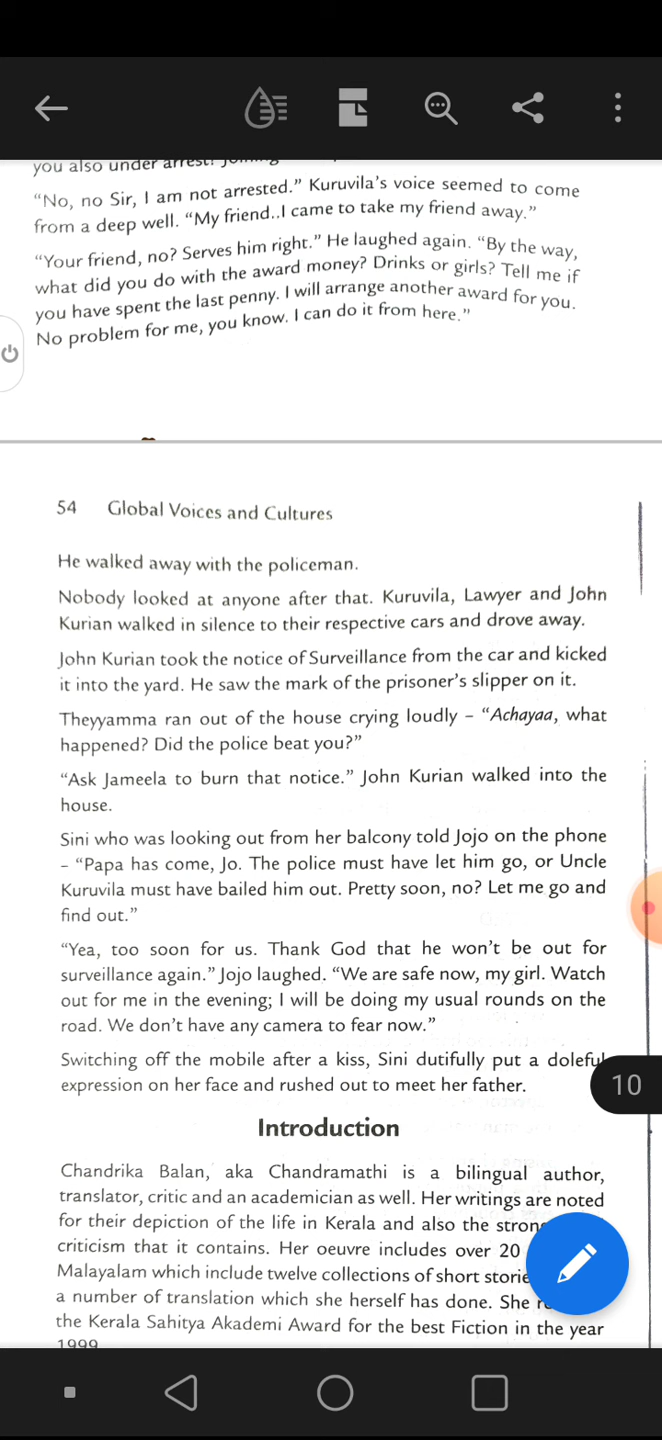 you also under arrest!
"No, no Sir, I am not arrested." Kuruvila's voice seemed to come
from a deep well. "My friend..I came to take my friend away."
"Your friend, no? Serves him right." He laughed again. "By the way,
what did you do with the award money? Drinks or girls? Tell me if
you have spent the last penny. I will arrange another award for you.
No problem for me, you know. I can do it from here."
54 Global Voices and Cultures
He walked away with the policeman.
Nobody looked at anyone after that. Kuruvila, Lawyer and John
Kurian walked in silence to their respective cars and drove away.
John Kurian took the notice of Surveillance from the car and kicked
it into the yard. He saw the mark of the prisoner's slipper on it.
Theyyamma ran out of the house crying loudly – "Achayaa, what
happened? Did the police beat you?"
"Ask Jameela to burn that notice." John Kurian walked into the
house.
Sini who was looking out from her balcony told Jojo on the phone
– "Papa has come, Jo. The police must have let him go, or Uncle
Kuruvila must have bailed him out. Pretty soon, no? Let me go and
find out."
"Yea, too soon for us. Thank God that he won't be out for
surveillance again." Jojo laughed. "We are safe now, my girl. Watch
out for me in the evening; I will be doing my usual rounds on the
road. We don't have any camera to fear now."
Switching off the mobile after a kiss, Sini dutifully put a doleful
expression on her face and rushed out to meet her father.
10
Introduction
Chandrika Balan, aka Chandramathi is a bilingual author,
translator, critic and an academician as well. Her writings are noted
for their depiction of the life in Kerala and also the stron
criticism that it contains. Her oeuvre includes over 20
Malayalam which include twelve collections of short storie
a number of translation which she herself has done. She
the Kerala Sahitya Akademi Award for the best Fiction in the year
1999